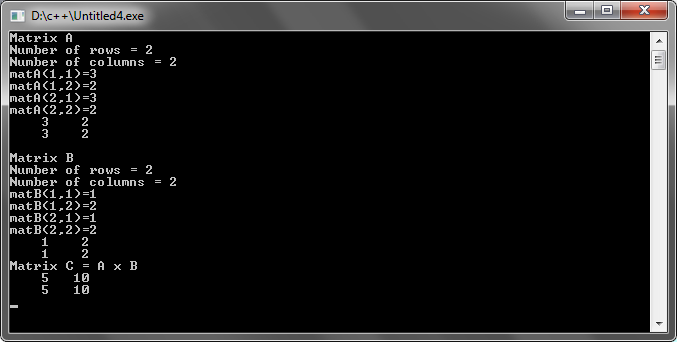 D:\c++\Untitled4.exe
Matrix A
Number of rows = 2
Number of columns = 2
matA(1,1)=3
matA(1,2)=2
matA(2,1)=3
matA(2,2)=2
3 2
3 2
Matrix B
Number of rows = 2
Number of columns = 2
matB(1,1)=1
matB(1,2)=2
matB(2,1)=1
matB(2,2)=2
1 2
1 2
Matrix C = A x B
5 10
5 10